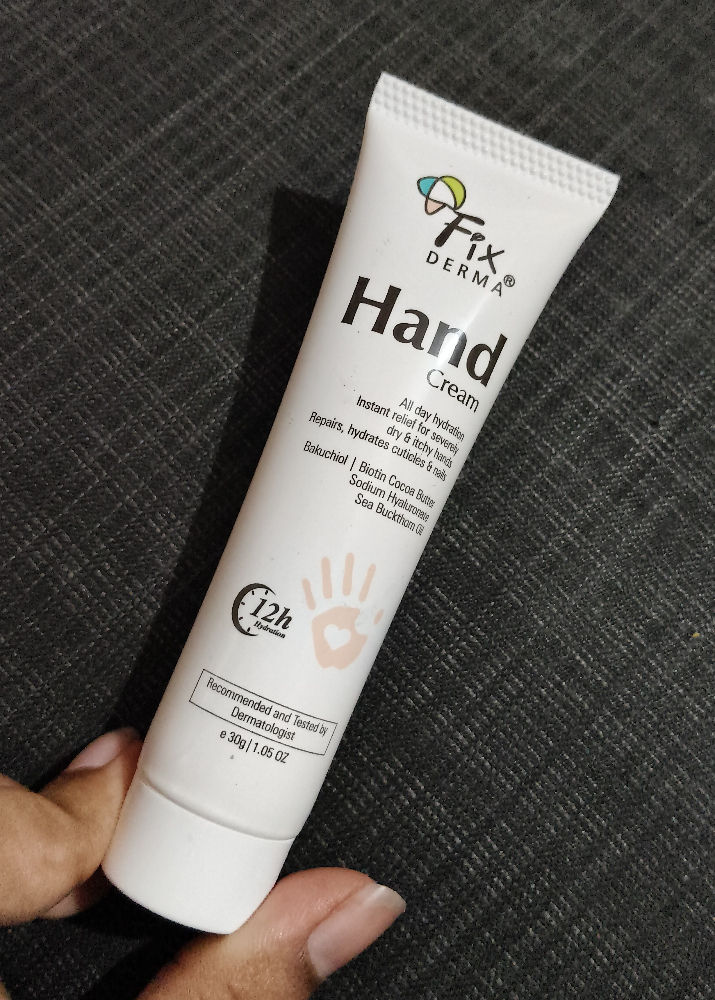 Fix
DERMA®
Hand
Cream
All day hydration
Instant relief for severely
dry & itchy hands
Repairs, hydrates cuticles & nails
Bakuchiol | Biotin Cocoa Butter
Sodium Hyaluronate
Sea Buckthorn Oil
12h
Hydration
Recommended and Tested by
Dermatologist
e 30g | 1.05 OZ